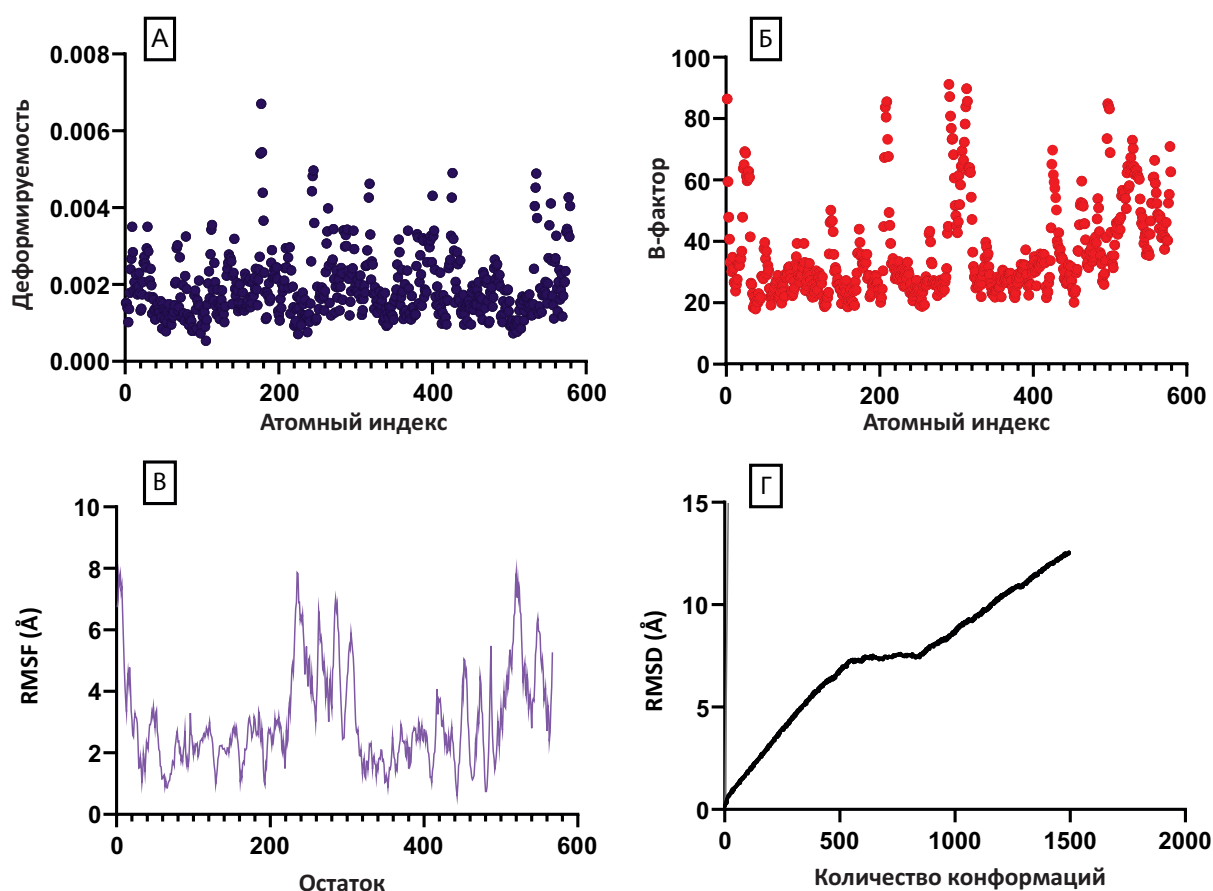 А
Деформируемость
0.008
0.006
0.004
0.002
0.000
0 200 400 600
Атомный индекс
Б
В-фактор
100
80
60
40
20
0
0 200 400 600
Атомный индекс
В
RMSF (Å)
10
8
6
4
2
0
0 200 400 600
Остаток
Г
RMSD (Å)
15
10
5
0
0 500 1000 1500 2000
Количество конформаций